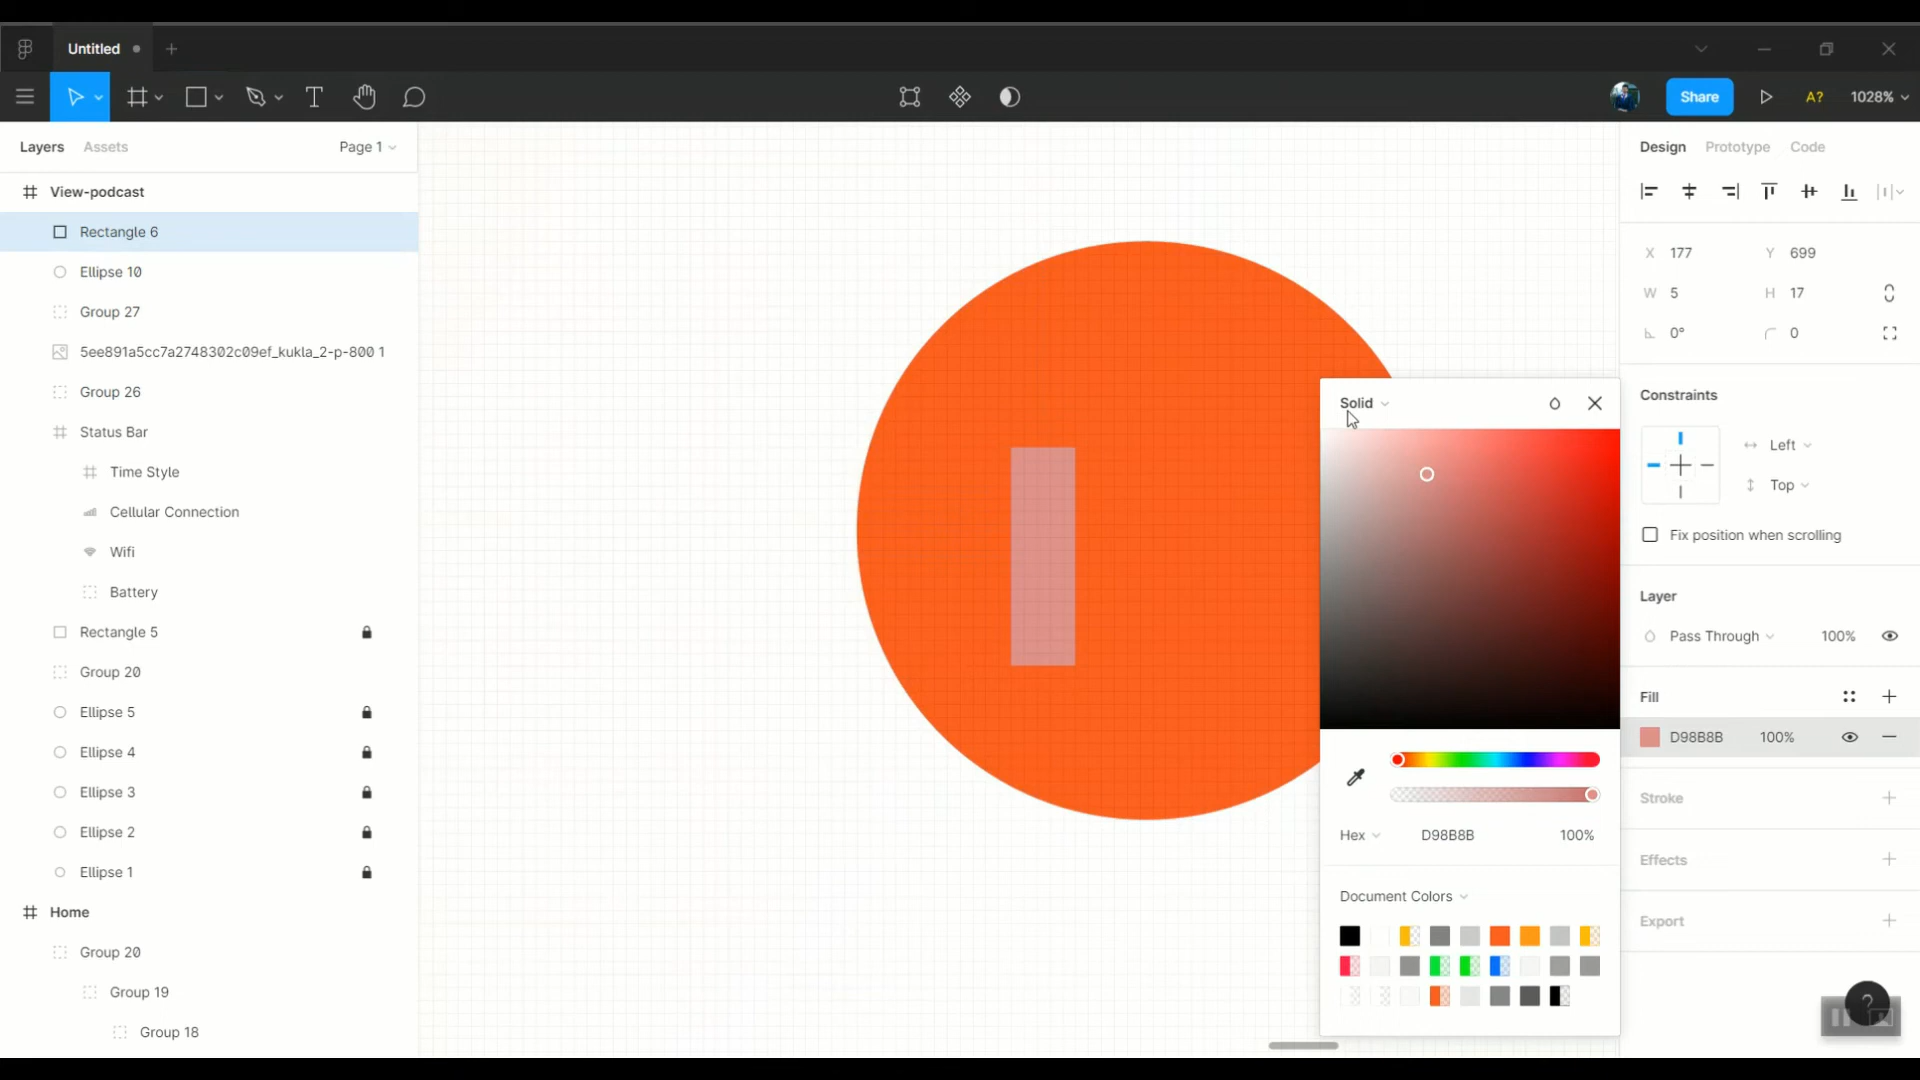 Untitled
Share
A?
1028%
Layers
Assets
Page 1
View-podcast
Rectangle 6
Ellipse 10
Group 27
5ee891a5cc7a2748302c09ef_kukla_2-p-800 1
Group 26
Status Bar
Time Style
Cellular Connection
Wifi
Battery
Rectangle 5
Group 20
Ellipse 5
Ellipse 4
Ellipse 3
Ellipse 2
Ellipse 1
Home
Group 20
Group 19
Group 18
Solid
Hex
D98B8B
100%
Document Colors
Design
Prototype
Code
X 177
Y 699
W 5
H 17
0°
0
Constraints
Left
Top
Fix position when scrolling
Layer
Pass Through
100%
Fill
D98B8B
100%
Stroke
Effects
Export
?